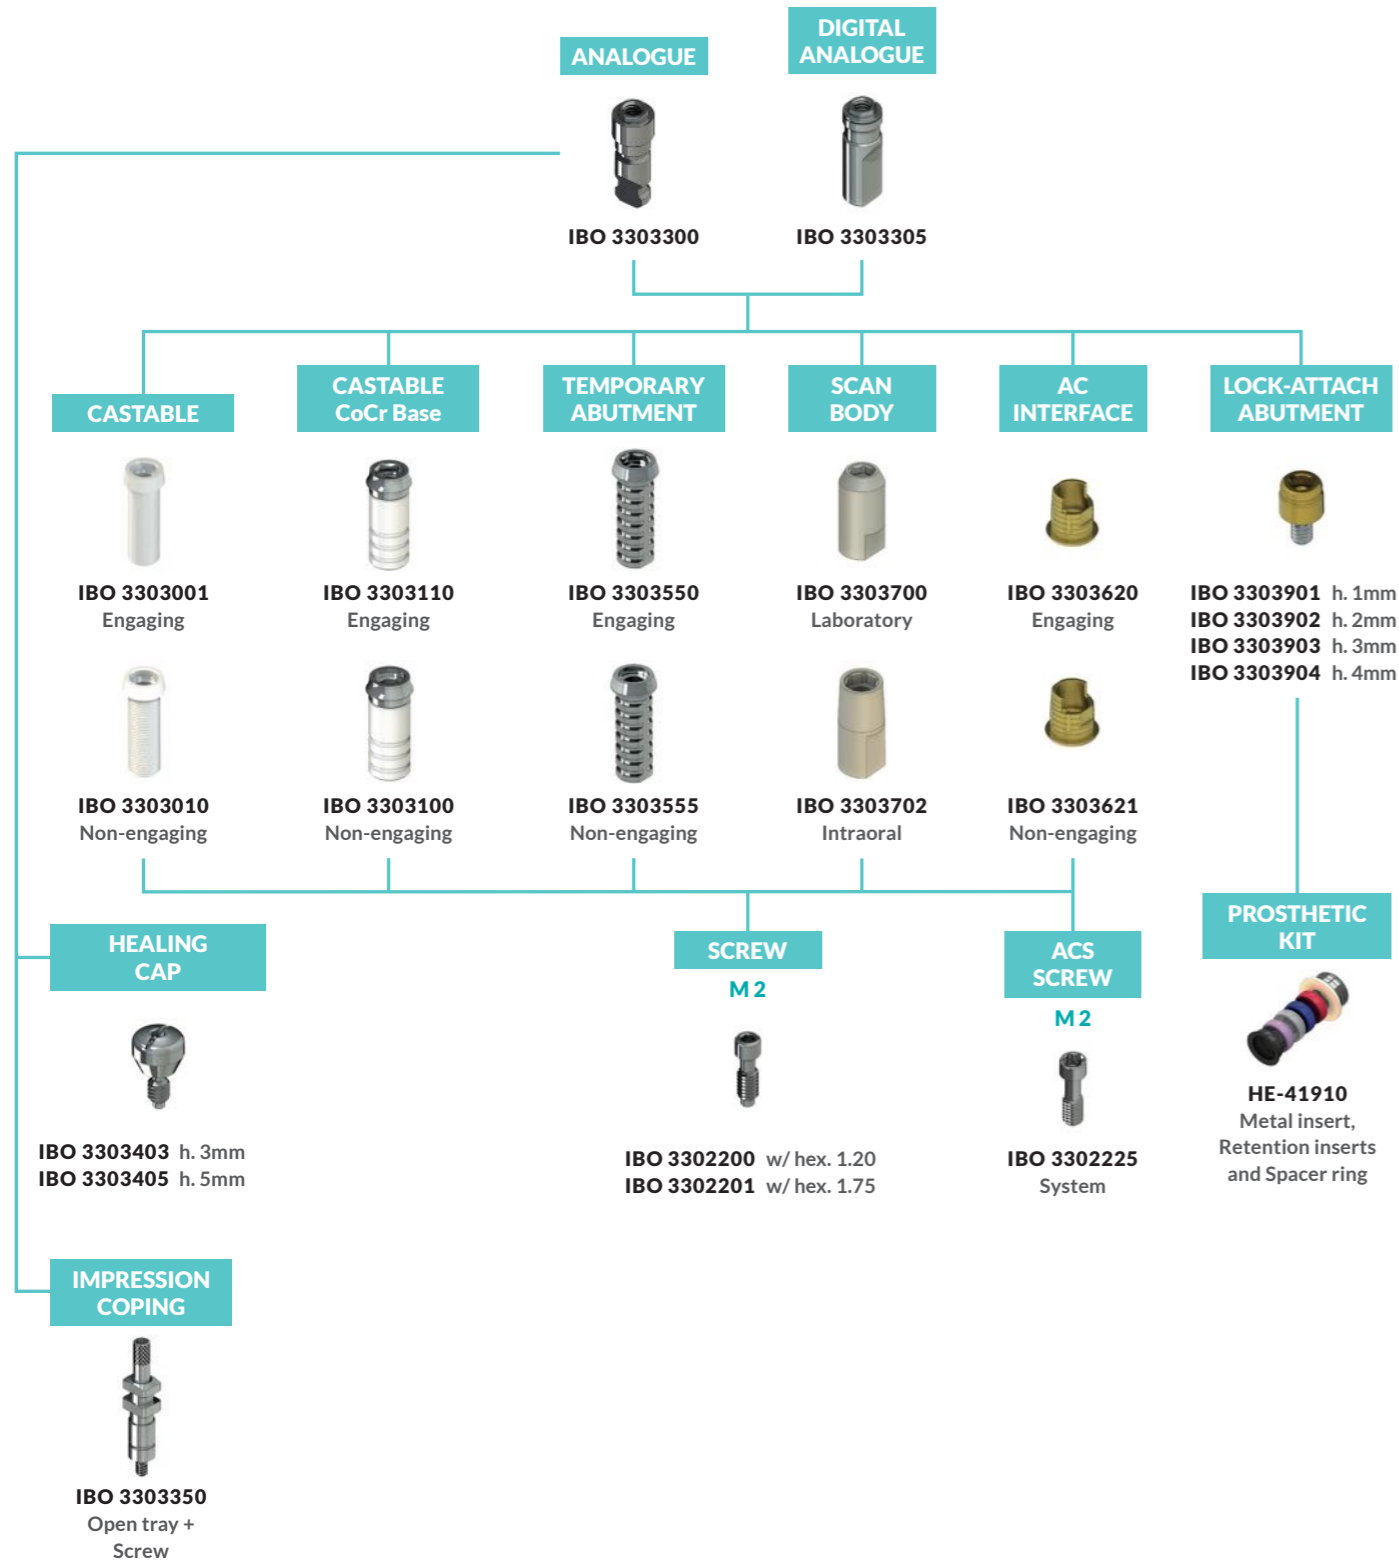 ANALOGUE
DIGITAL
ANALOGUE
IBO 3303300
IBO 3303305
CASTABLE
CASTABLE
CoCr Base
TEMPORARY
ABUTMENT
SCAN
BODY
AC
INTERFACE
LOCK-ATTACH
ABUTMENT
IBO 3303001
Engaging
IBO 3303110
Engaging
IBO 3303550
Engaging
IBO 3303700
Laboratory
IBO 3303620
Engaging
IBO 3303901 h. 1mm
IBO 3303902 h. 2mm
IBO 3303903 h. 3mm
IBO 3303904 h. 4mm
IBO 3303010
Non-engaging
IBO 3303100
Non-engaging
IBO 3303555
Non-engaging
IBO 3303702
Intraoral
IBO 3303621
Non-engaging
HEALING
CAP
IBO 3303403 h. 3mm
IBO 3303405 h. 5mm
SCREW
M 2
IBO 3302200 w/ hex. 1.20
IBO 3302201 w/ hex. 1.75
ACS
SCREW
M 2
IBO 3302225
System
PROSTHETIC
KIT
HE-41910
Metal insert,
Retention inserts
and Spacer ring
IMPRESSION
COPING
IBO 3303350
Open tray +
Screw